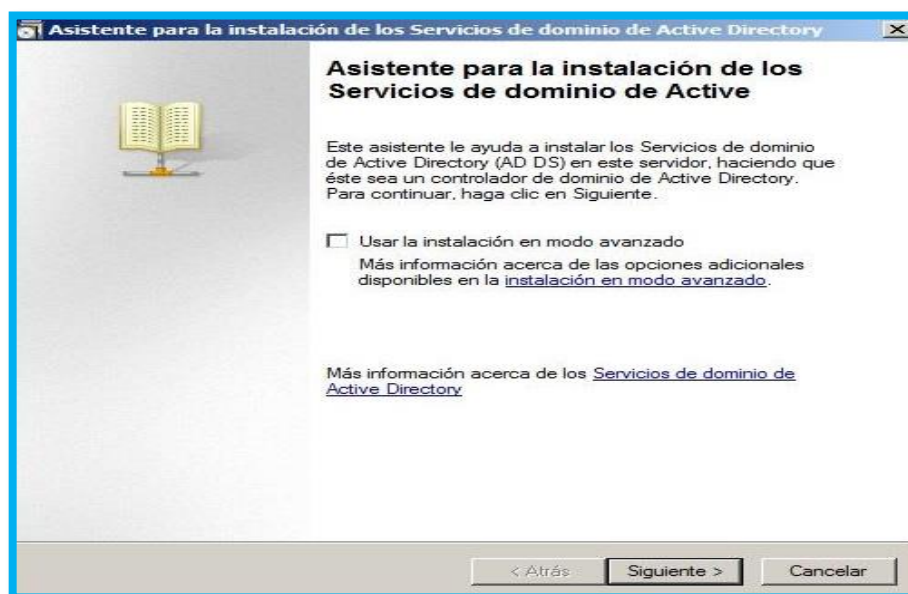 Asistente para la instalación de los Servicios de dominio de Active Directory
Asistente para la instalación de los
Servicios de dominio de Active
Este asistente le ayuda a instalar los Servicios de dominio
de Active Directory (AD DS) en este servidor, haciendo que
éste sea un controlador de dominio de Active Directory.
Para continuar, haga clic en Siguiente.
Usar la instalación en modo avanzado
Más información acerca de las opciones adicionales
disponibles en la instalación en modo avanzado.
Más información acerca de los Servicios de dominio de
Active Directory
< Atrás
Siguiente >
Cancelar